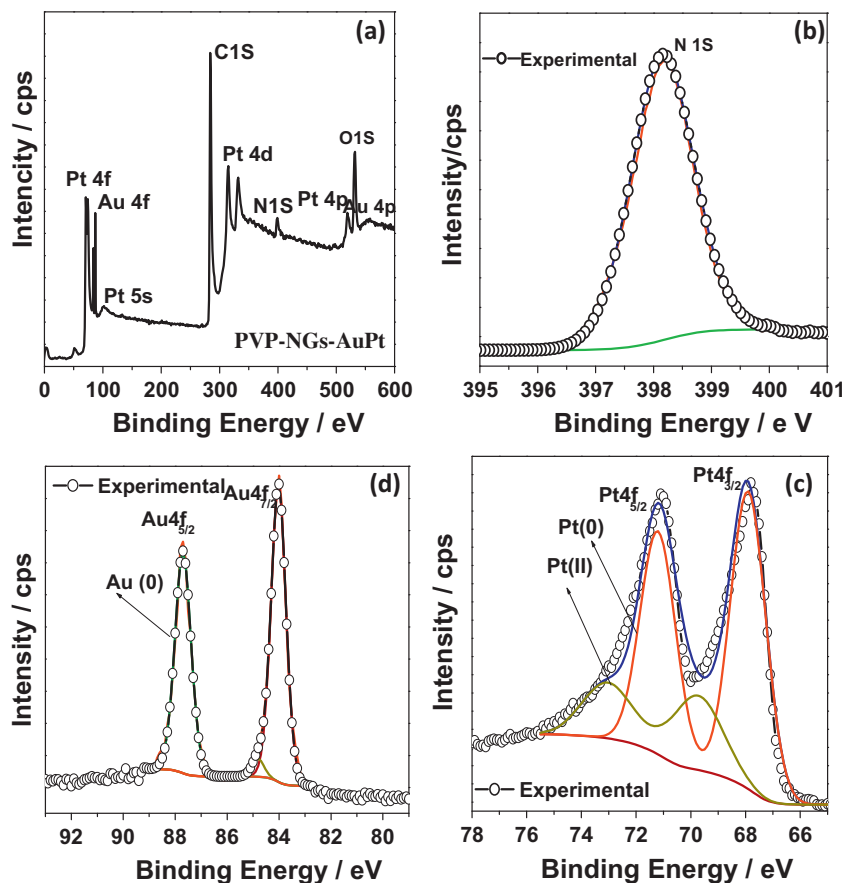 (a)
C1S
Pt 4f
Au 4f
Pt 5s
Pt 4d
N1S
Pt 4p
O1S
Au 4p
PVP-NGs-AuPt
Intencity / cps
0 100 200 300 400 500 600
Binding Energy / eV
(b)
N 1S
Experimental
Intensity/cps
395 396 397 398 399 400 401
Binding Energy / e V
(d)
Experimental
Au4f7/2
Au4f5/2
Au (0)
Intensity / cps
92 90 88 86 84 82 80
Binding Energy / eV
(c)
Pt4f3/2
Pt4f5/2
Pt(0)
Pt(II)
Experimental
Intensity / cps
78 76 74 72 70 68 66
Binding Energy / eV